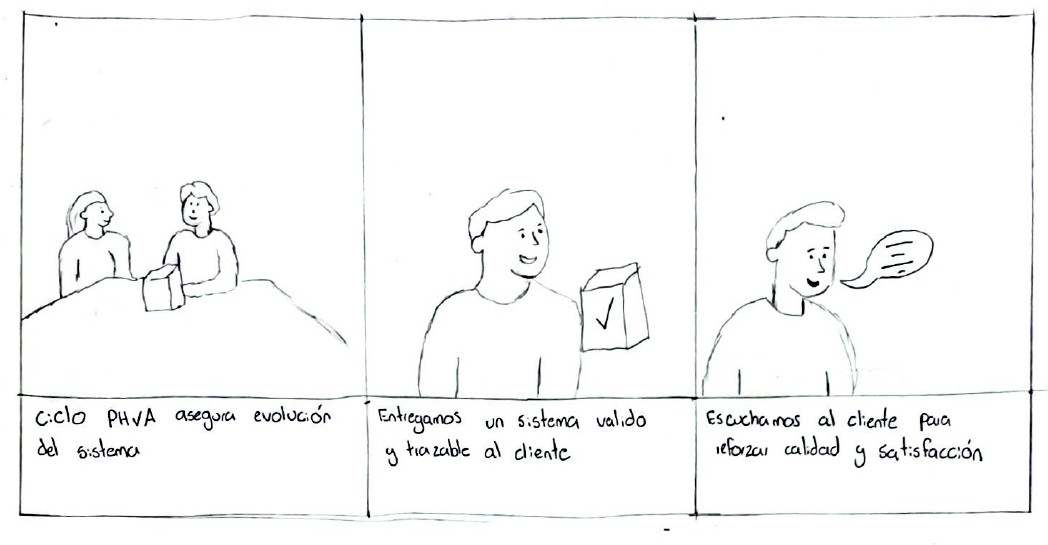 Ciclo PHVA asegura evolución
del sistema
Entregamos un sistema valido
y trazable al cliente
Escuchamos al cliente para
reforzar calidad y satisfacción